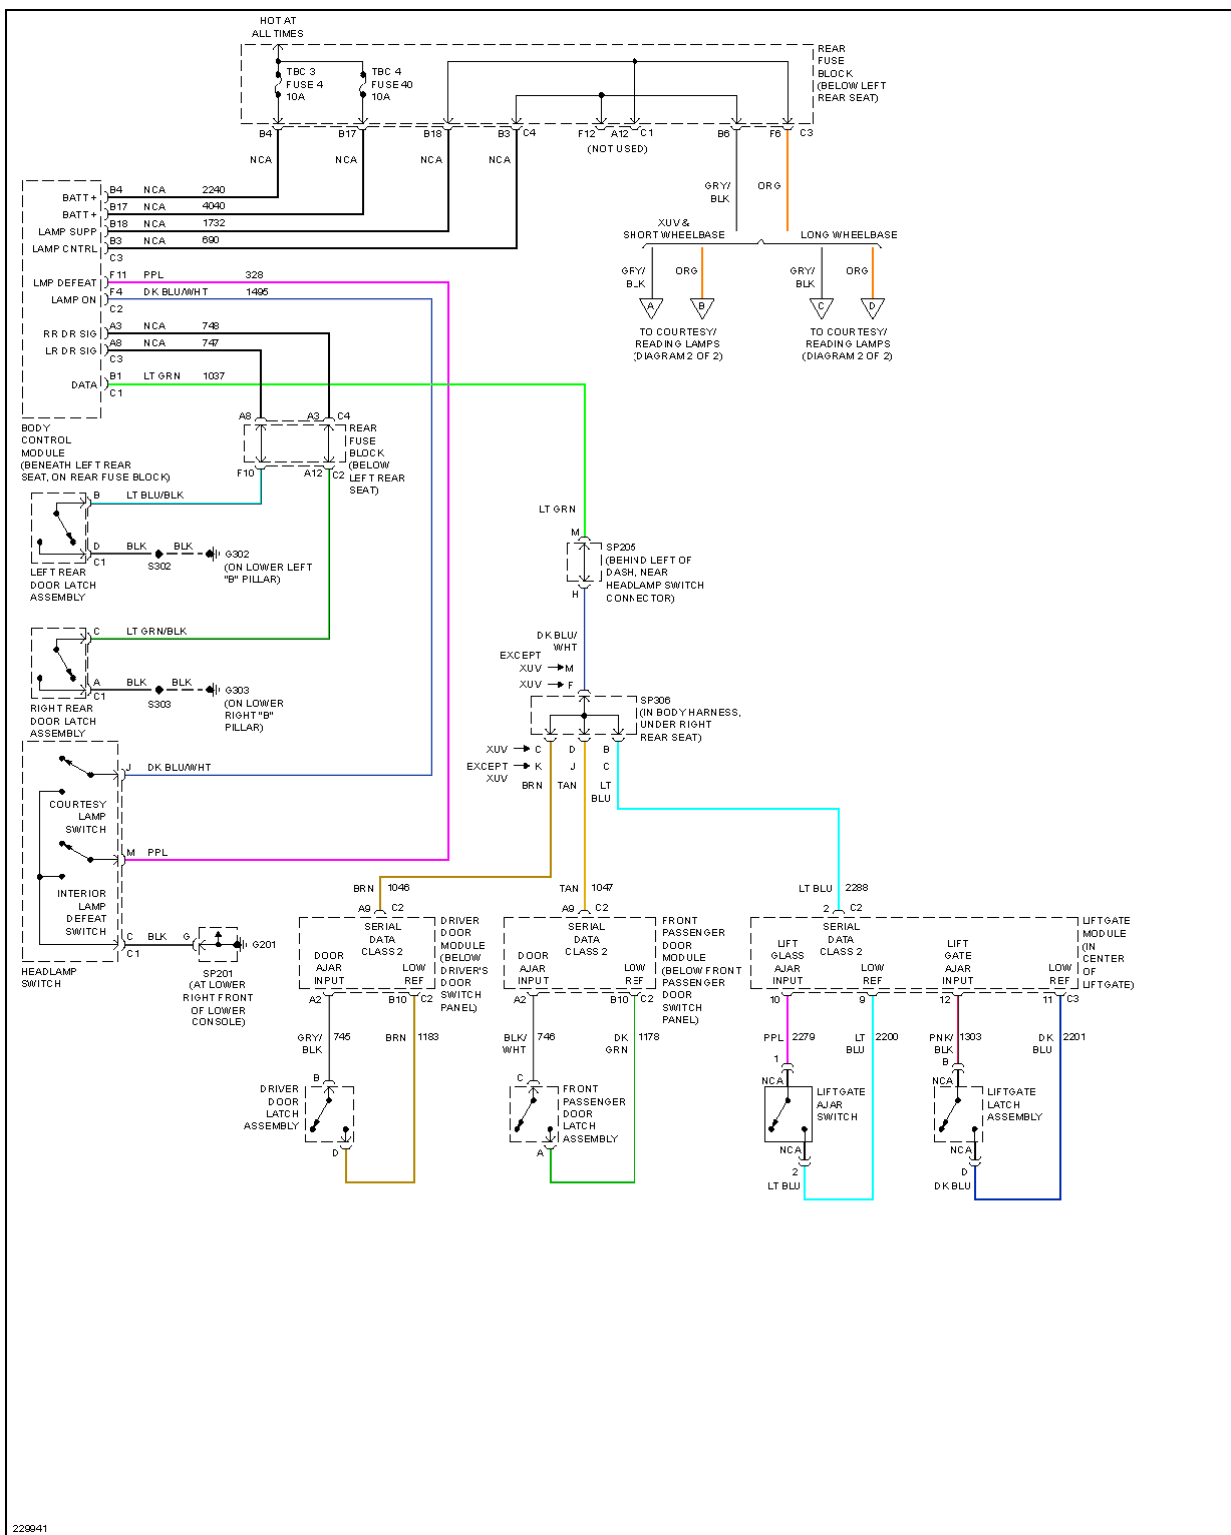 HOT AT
ALL TIMES
REAR
FUSE
BLOCK
(BELOW LEFT
REAR SEAT)
TBC 3
FUSE 4
10A
TBC 4
FUSE 40
10A
B4
B17
B18
B3
C4
F12
A12
C1
B6
F6
C3
(NOT USED)
NCA
NCA
NCA
NCA
GRY/
BLK
ORG
BATT +
B4 NCA 2240
BATT +
B17 NCA 4040
LAMP SUPP
B18 NCA 1732
LAMP CNTRL
B3 NCA 690
C3
LMP DEFEAT
F11 PPL 328
LAMP ON
F4 DK BLU/WHT 1495
C2
RR DR SIG
A3 NCA 748
LR DR SIG
A8 NCA 747
C3
DATA
B1 LT GRN 1037
C1
BODY
CONTROL
MODULE
(BENEATH LEFT REAR
SEAT, ON REAR FUSE BLOCK)
XUV &
SHORT WHEELBASE
LONG WHEELBASE
GRY/
BLK
ORG
GRY/
BLK
ORG
A
B
C
D
TO COURTESY/
READING LAMPS
(DIAGRAM 2 OF 2)
TO COURTESY/
READING LAMPS
(DIAGRAM 2 OF 2)
A8
A3
C4
REAR
FUSE
BLOCK
(BELOW
LEFT REAR
SEAT)
F10
A12
C2
B LT BLU/BLK
D BLK BLK
C1
S302
G302
(ON LOWER LEFT
"B" PILLAR)
LEFT REAR
DOOR LATCH
ASSEMBLY
C LT GRN/BLK
A BLK BLK
C1
S303
G303
(ON LOWER
RIGHT "B"
PILLAR)
RIGHT REAR
DOOR LATCH
ASSEMBLY
LT GRN
M
SP205
(BEHIND LEFT OF
DASH, NEAR
HEADLAMP SWITCH
CONNECTOR)
H
DK BLU/
WHT
EXCEPT
XUV M
XUV F
SP306
(IN BODY HARNESS,
UNDER RIGHT
REAR SEAT)
XUV C D B
EXCEPT
XUV K J C
BRN TAN LT
BLU
J DK BLU/WHT
COURTESY
LAMP
SWITCH
M PPL
INTERIOR
LAMP
DEFEAT
SWITCH
C BLK G
C1
G201
HEADLAMP
SWITCH
SP201
(AT LOWER
RIGHT FRONT
OF LOWER
CONSOLE)
BRN 1046
A9 C2
SERIAL
DATA
CLASS 2
DOOR
AJAR
INPUT
LOW
REF
DRIVER
DOOR
MODULE
(BELOW
DRIVER'S
DOOR
SWITCH
PANEL)
A2
B10 C2
GRY/
BLK
745
BRN 1183
B
DRIVER
DOOR
LATCH
ASSEMBLY
D
TAN 1047
A9 C2
SERIAL
DATA
CLASS 2
DOOR
AJAR
INPUT
LOW
REF
FRONT
PASSENGER
DOOR
MODULE
(BELOW FRONT
PASSENGER
DOOR
SWITCH
PANEL)
A2
B10 C2
BLK/
WHT
746
DK
GRN
1178
C
FRONT
PASSENGER
DOOR
LATCH
ASSEMBLY
A
LT BLU 2288
2 C2
SERIAL
DATA
CLASS 2
LIFT
GLASS
AJAR
INPUT
LOW
REF
LIFT
GATE
AJAR
INPUT
LOW
REF
LIFTGATE
MODULE
(IN
CENTER
OF
LIFTGATE)
10
9
12
11 C3
PPL 2279
LT
BLU
2200
PNK/
BLK
1303
DK
BLU
2201
1
NCA
LIFTGATE
AJAR
SWITCH
NCA
2
LT BLU
B
NCA
LIFTGATE
LATCH
ASSEMBLY
NCA
D
DK BLU
229941